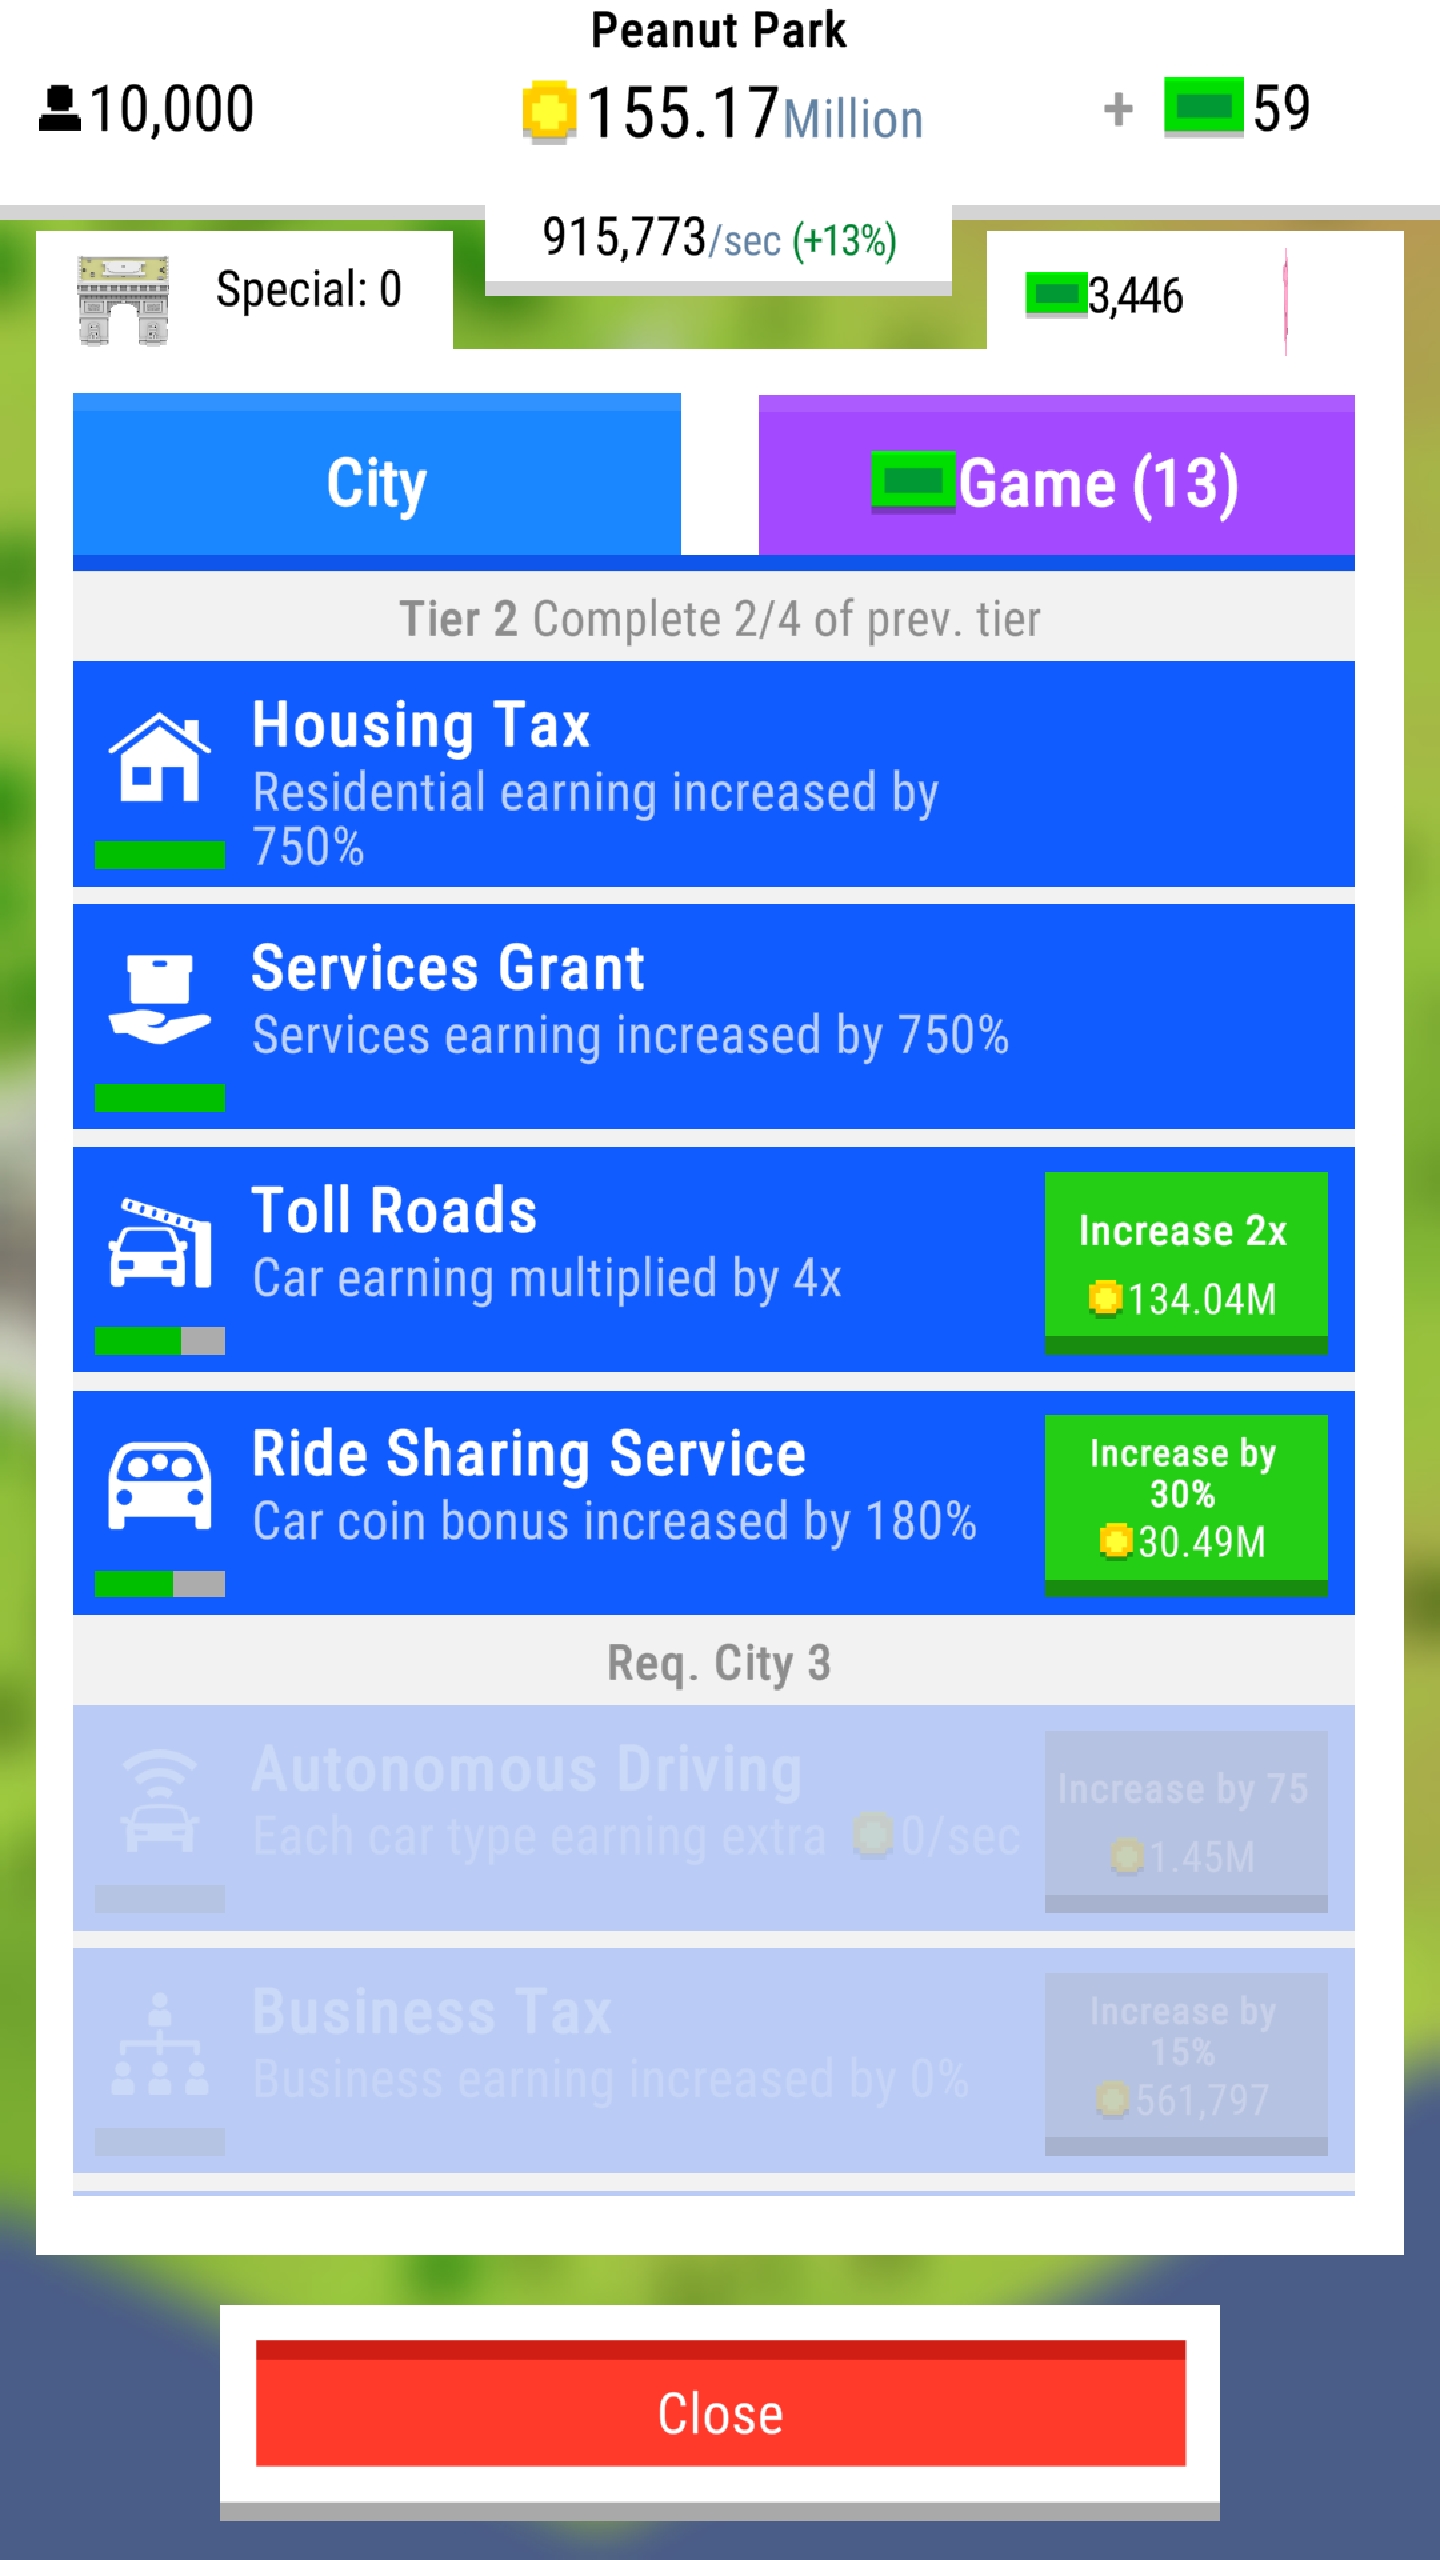 Peanut Park
10,000
155.17Million
+ 59
915,773/sec (+13%)
Special: 0
3,446
City
Game (13)
Tier 2 Complete 2/4 of prev. tier
Housing Tax
Residential earning increased by
750%
Services Grant
Services earning increased by 750%
Toll Roads
Car earning multiplied by 4x
Increase 2x
134.04M
Ride Sharing Service
Car coin bonus increased by 180%
Increase by
30%
30.49M
Req. City 3
Autonomous Driving
Each car type earning extra 0/sec
Increase by 75
1.45M
Business Tax
Business earning increased by 0%
Increase by
15%
561,797
Close